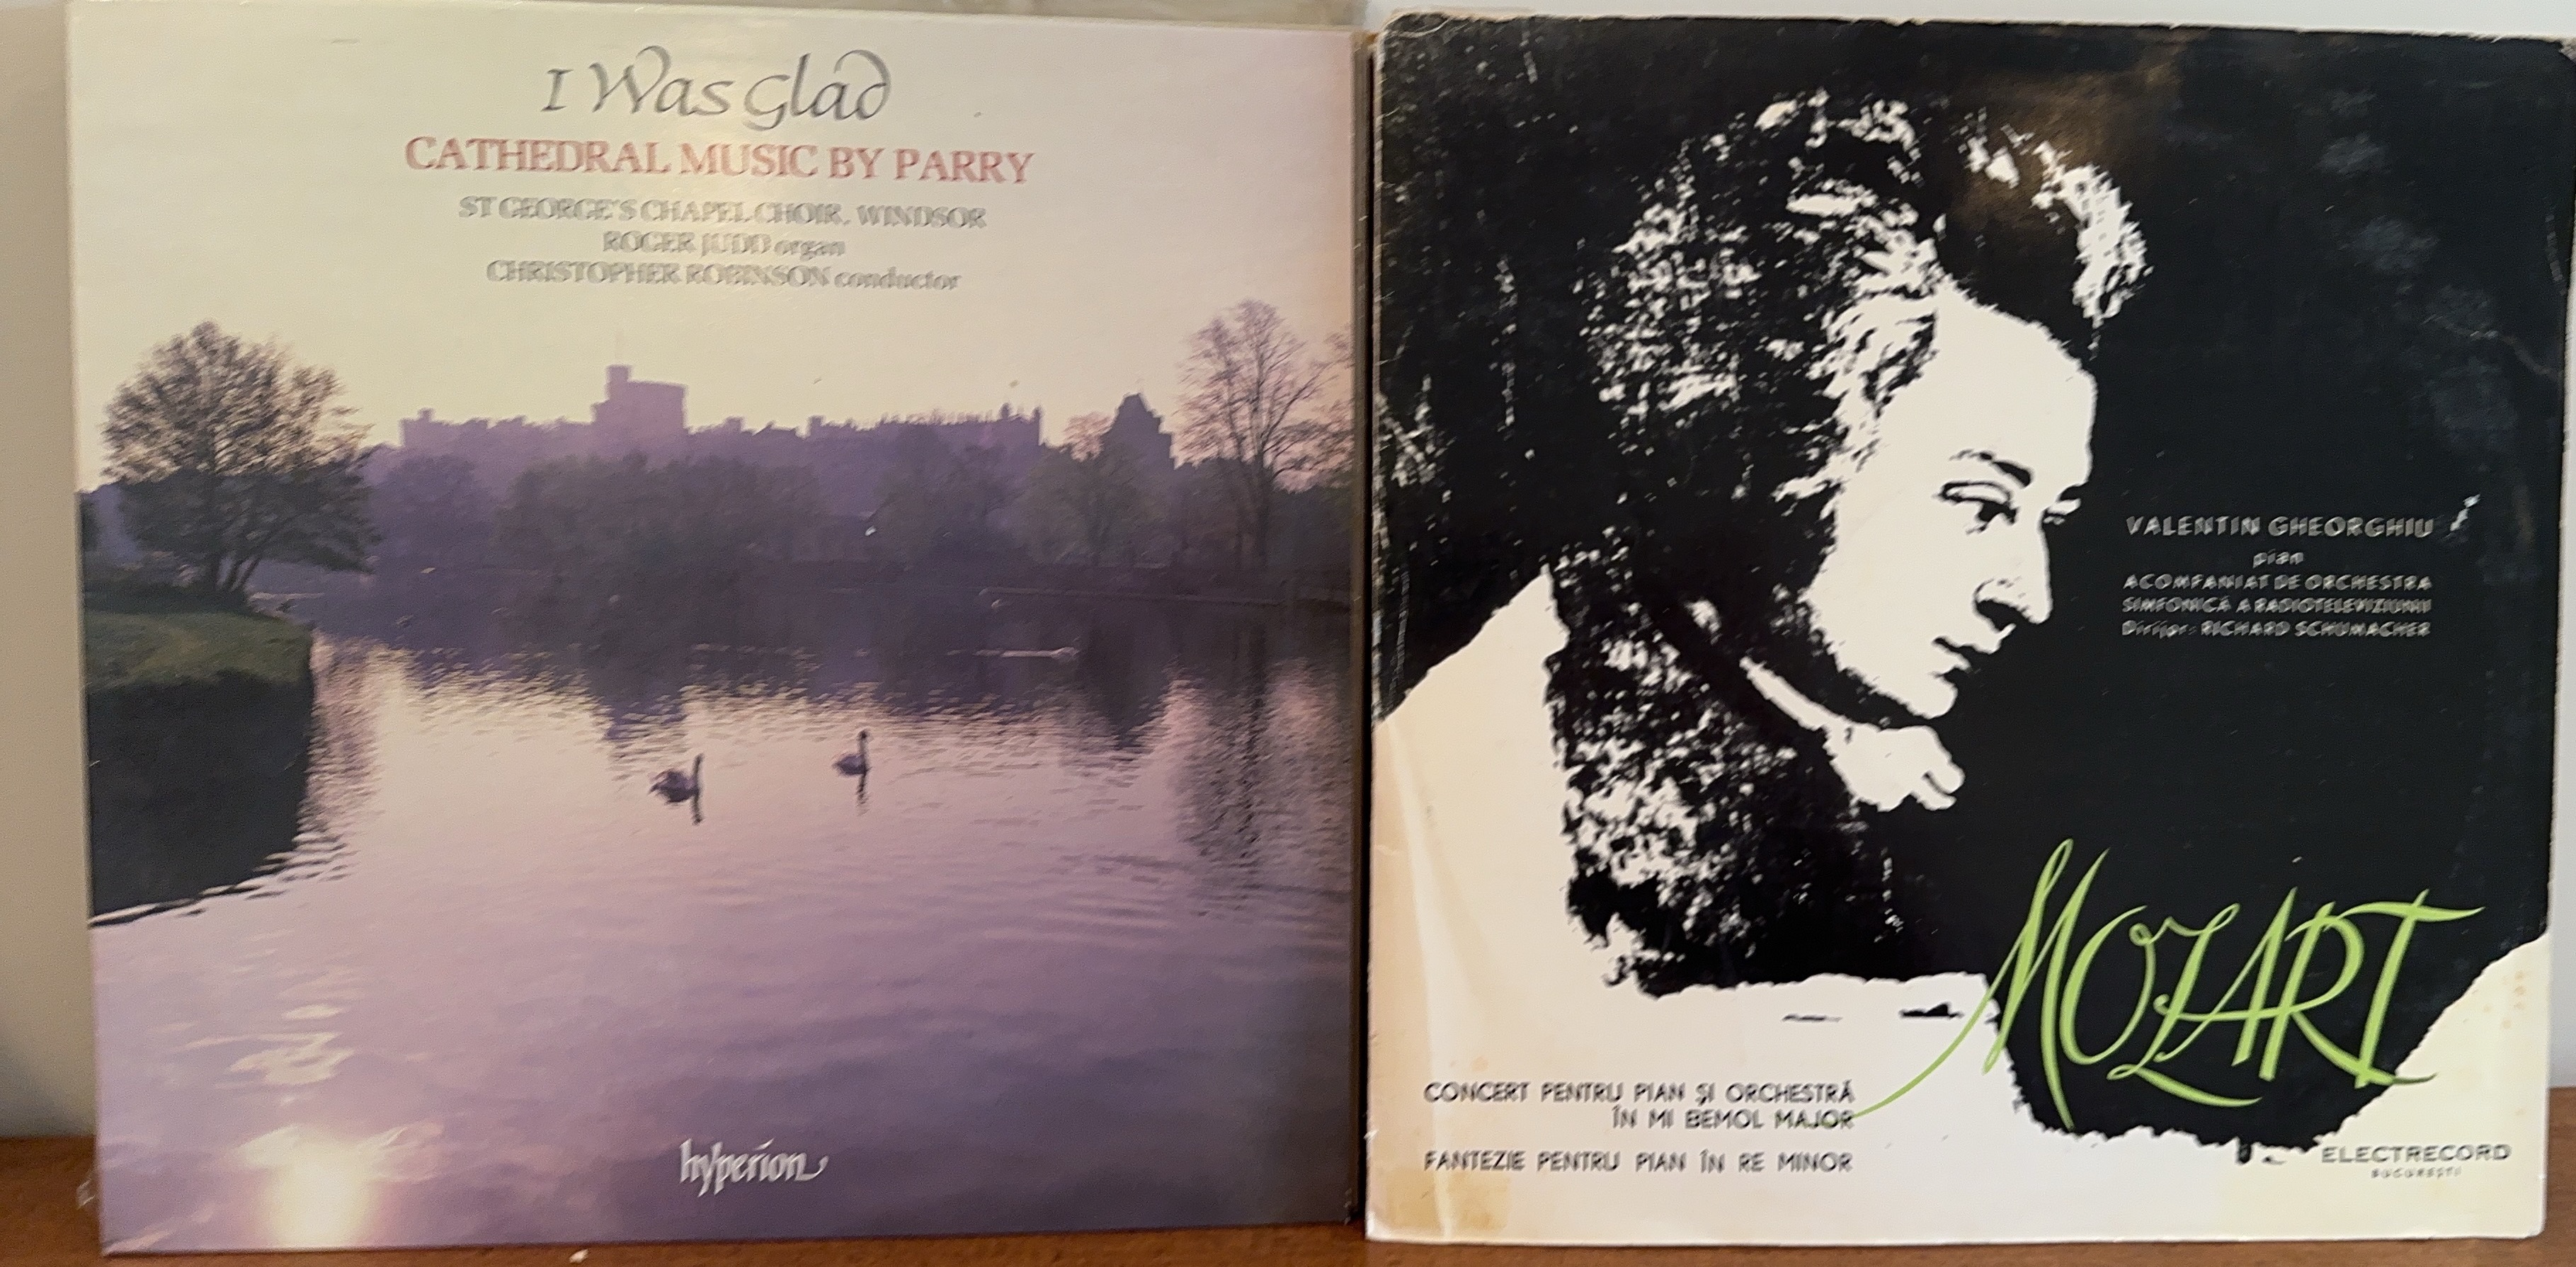 I Was Glad
CATHEDRAL MUSIC BY PARRY
ST GEORGE'S CHAPEL CHOIR, WINDSOR
ROGER JUDD organ
CHRISTOPHER ROBINSON conductor
hyperion
VALENTIN GHEORGHIU
pian
ACOMPANIAT DE ORCHESTRA
SIMFONICĂ A RADIOTELEVIZIUNII
Dirijor: RICHARD SCHUMACHER
MOZART
CONCERT PENTRU PIAN ȘI ORCHESTRĂ
ÎN MI BEMOL MAJOR
FANTEZIE PENTRU PIAN ÎN RE MINOR
ELECTRECORD
BUCUREȘTI